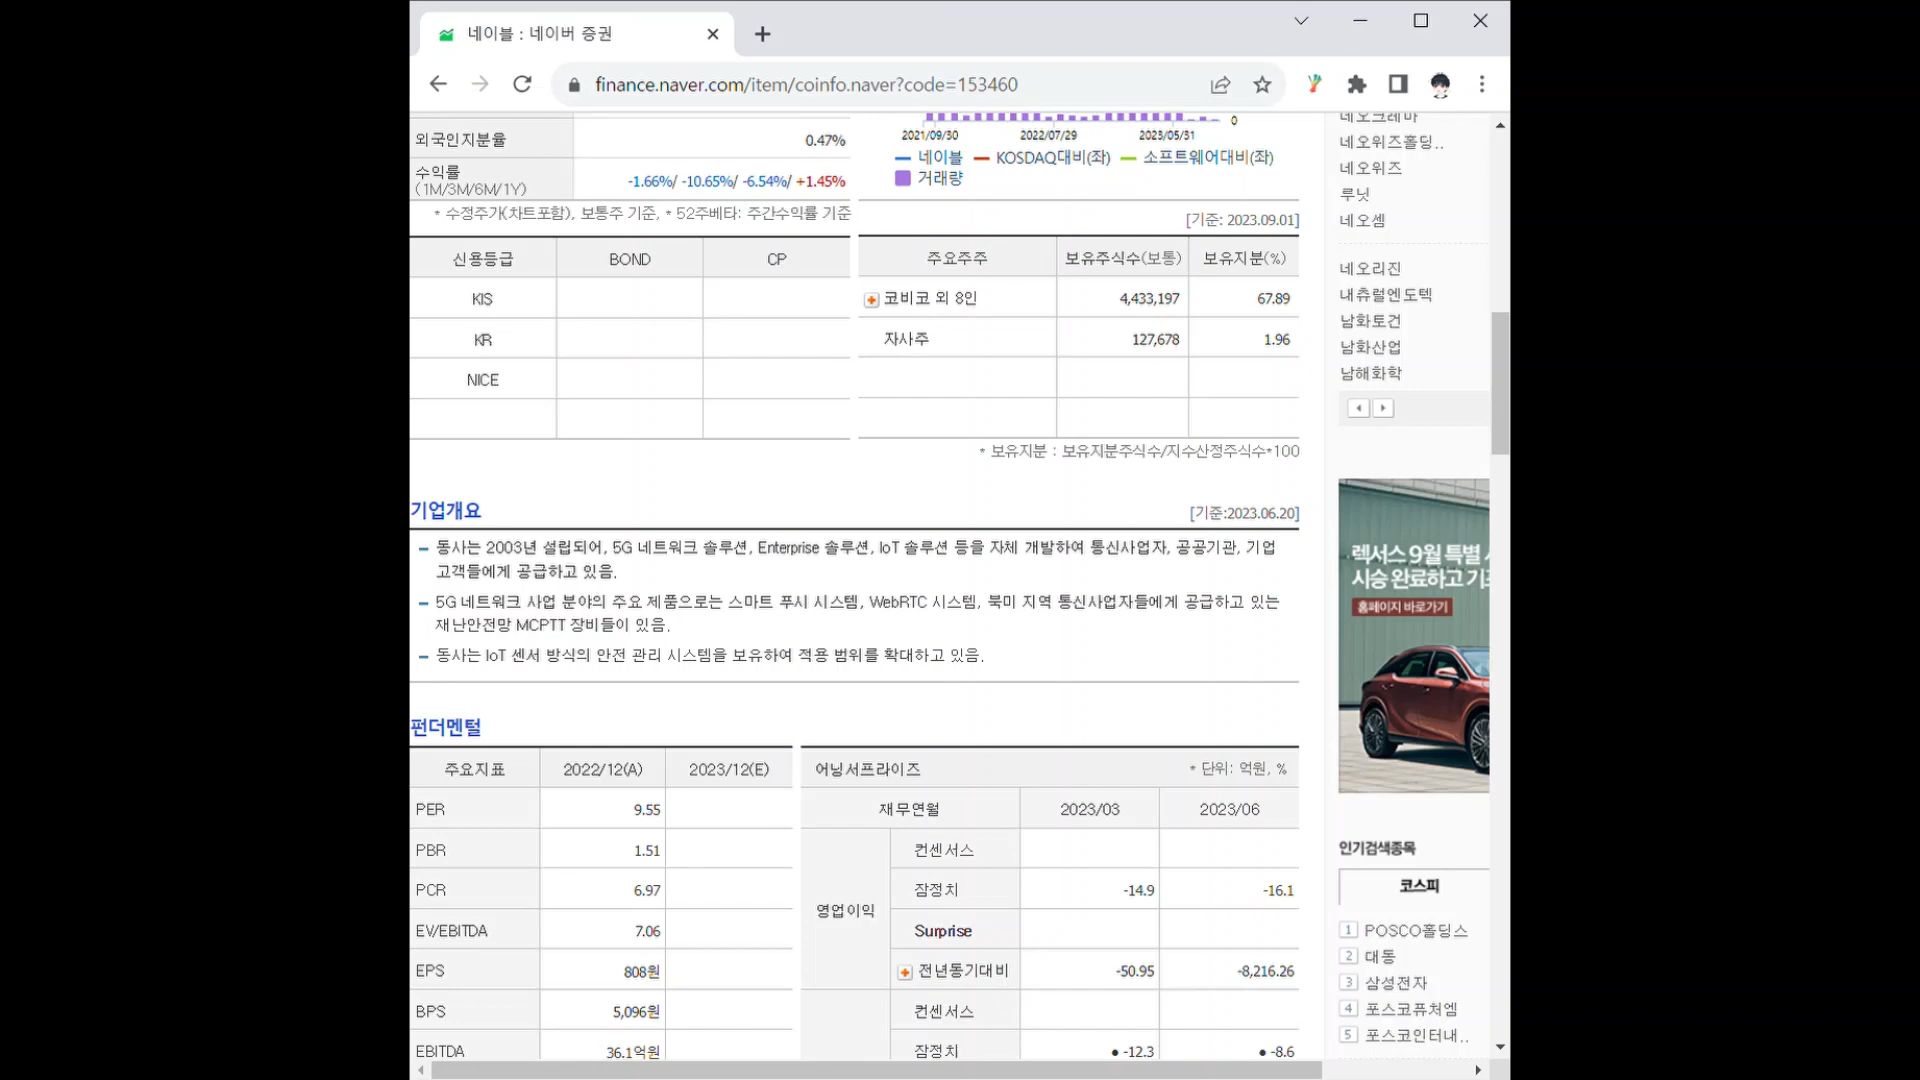 네이블 : 네이버 증권
finance.naver.com/item/coinfo.naver?code=153460
외국인지분율 0.47%
수익률
(1M/3M/6M/1Y) -1.66%/ -10.65%/ -6.54%/ +1.45%
* 수정주가(차트포함), 보통주 기준, * 52주베타: 주간수익률 기준
0
2021/09/30 2022/07/29 2023/05/31
네이블 KOSDAQ대비(좌) 소프트웨어대비(좌)
거래량
[기준: 2023.09.01]
신용등급 BOND CP
KIS
KR
NICE
주요주주 보유주식수(보통) 보유지분(%)
코비코 외 8인 4,433,197 67.89
자사주 127,678 1.96
* 보유지분 : 보유지분주식수/지수산정주식수*100
기업개요 [기준:2023.06.20]
동사는 2003년 설립되어, 5G 네트워크 솔루션, Enterprise 솔루션, IoT 솔루션 등을 자체 개발하여 통신사업자, 공공기관, 기업
고객들에게 공급하고 있음.
5G 네트워크 사업 분야의 주요 제품으로는 스마트 푸시 시스템, WebRTC 시스템, 북미 지역 통신사업자들에게 공급하고 있는
재난안전망 MCPTT 장비들이 있음.
동사는 IoT 센서 방식의 안전 관리 시스템을 보유하여 적용 범위를 확대하고 있음.
펀더멘털
주요지표 2022/12(A) 2023/12(E)
PER 9.55
PBR 1.51
PCR 6.97
EV/EBITDA 7.06
EPS 808원
BPS 5,096원
EBITDA 36.1억원
어닝서프라이즈 * 단위: 억원, %
재무연월 2023/03 2023/06
영업이익
컨센서스
잠정치 -14.9 -16.1
Surprise
전년동기대비 -50.95 -8,216.26
컨센서스
잠정치 ● -12.3 ● -8.6
네오크레마
네오위즈홀딩..
네오위즈
루닛
네오셈
네오리진
내츄럴엔도텍
남화토건
남화산업
남해화학
렉서스 9월 특별
시승 완료하고
홈페이지 바로가기
인기검색종목
코스피
1 POSCO홀딩스
2 대동
3 삼성전자
4 포스코퓨처엠
5 포스코인터내..